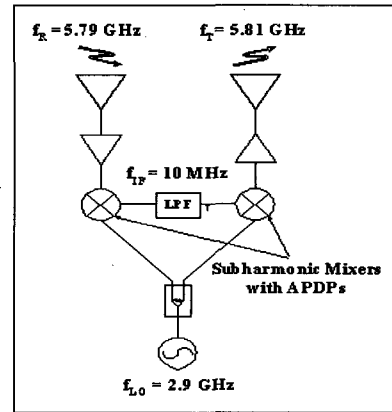 f_R = 5.79 GHz
f_T = 5.81 GHz
f_IF = 10 MHz
LPF
Subharmonic Mixers
with APDPs
f_LO = 2.9 GHz